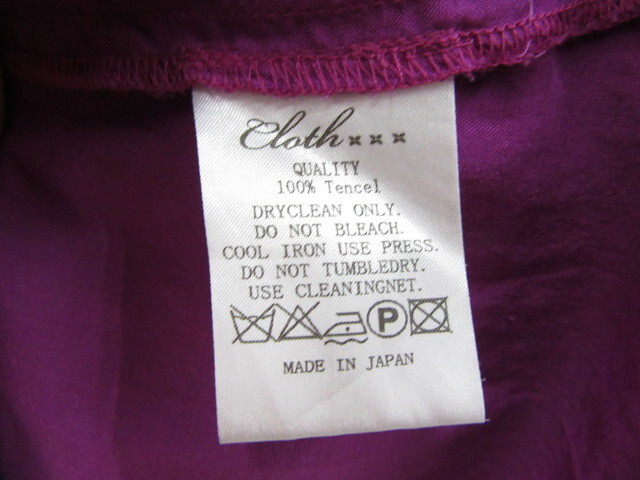 Cloth×××
QUALITY
100% Tencel
DRYCLEAN ONLY.
DO NOT BLEACH.
COOL IRON USE PRESS.
DO NOT TUMBLEDRY.
USE CLEANINGNET.
P
MADE IN JAPAN